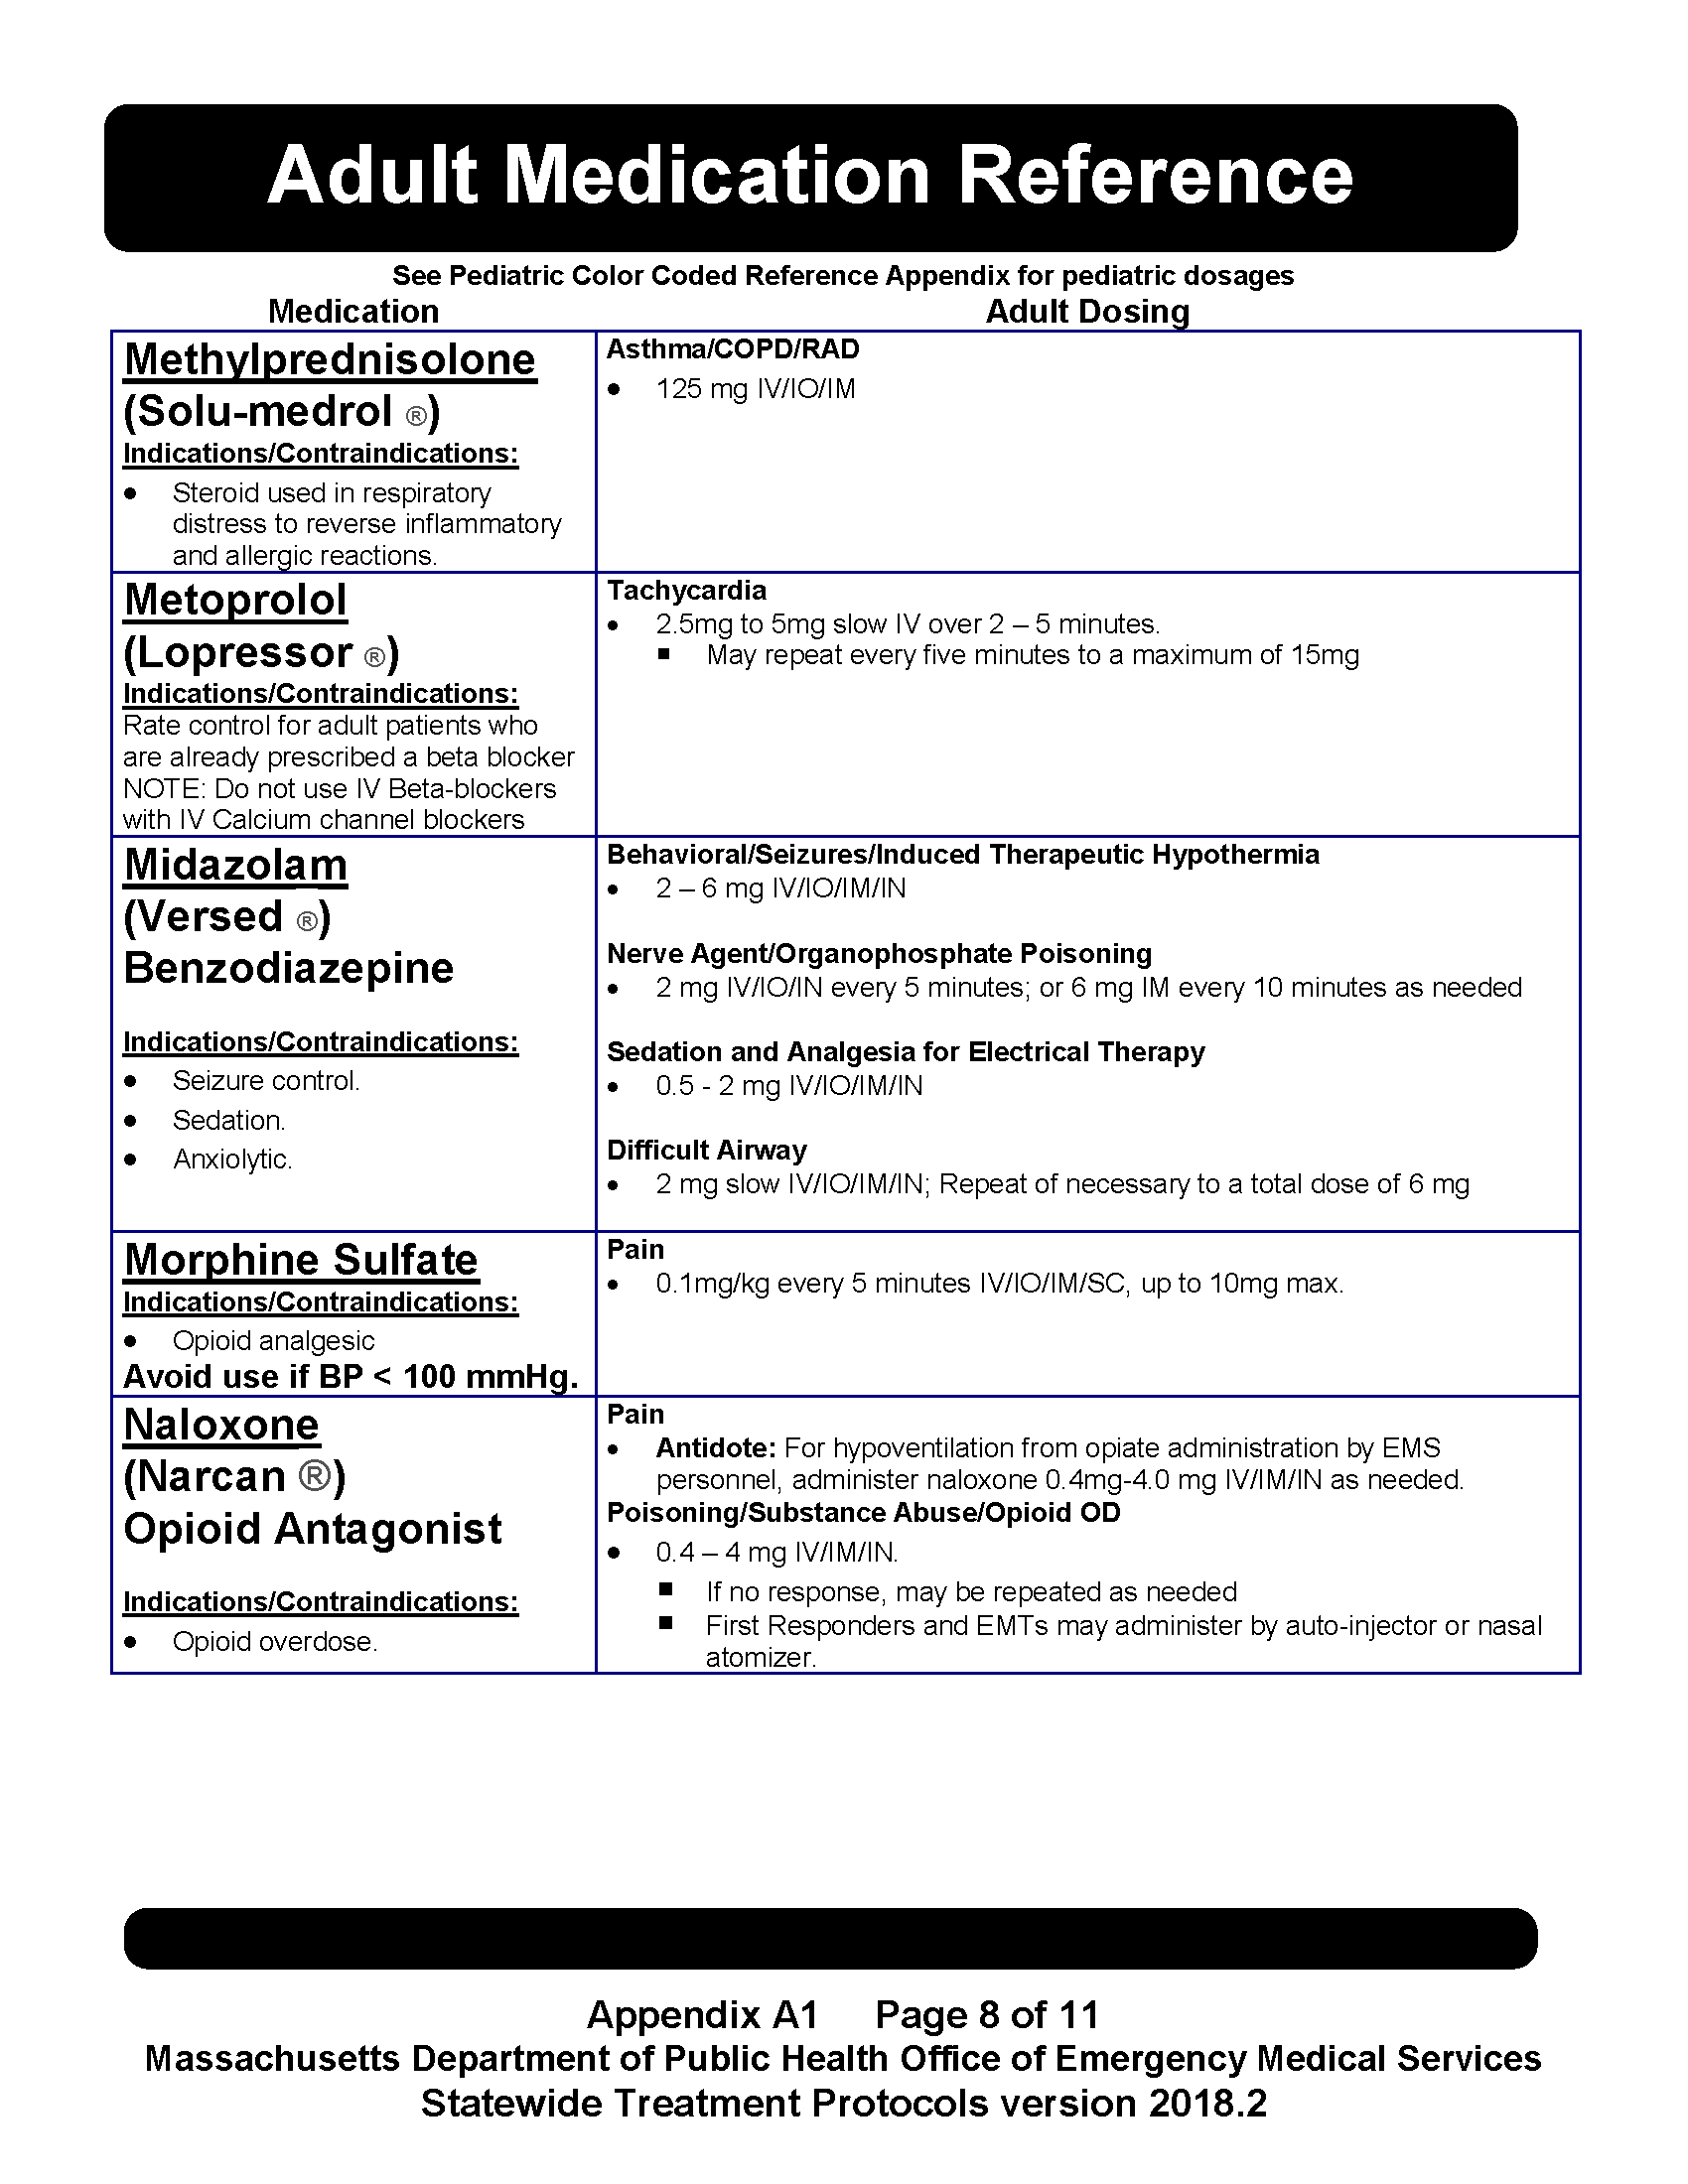 Adult Medication Reference
See Pediatric Color Coded Reference Appendix for pediatric dosages
Medication
Adult Dosing
Methylprednisolone
(Solu-medrol ®)
Indications/Contraindications:
• Steroid used in respiratory
distress to reverse inflammatory
and allergic reactions.
Asthma/COPD/RAD
• 125 mg IV/IO/IM
Metoprolol
(Lopressor ®)
Indications/Contraindications:
Rate control for adult patients who
are already prescribed a beta blocker
NOTE: Do not use IV Beta-blockers
with IV Calcium channel blockers
Tachycardia
• 2.5mg to 5mg slow IV over 2 – 5 minutes.
▪ May repeat every five minutes to a maximum of 15mg
Midazolam
(Versed ®)
Benzodiazepine
Indications/Contraindications:
• Seizure control.
• Sedation.
• Anxiolytic.
Behavioral/Seizures/Induced Therapeutic Hypothermia
• 2 – 6 mg IV/IO/IM/IN
Nerve Agent/Organophosphate Poisoning
• 2 mg IV/IO/IN every 5 minutes; or 6 mg IM every 10 minutes as needed
Sedation and Analgesia for Electrical Therapy
• 0.5 - 2 mg IV/IO/IM/IN
Difficult Airway
• 2 mg slow IV/IO/IM/IN; Repeat of necessary to a total dose of 6 mg
Morphine Sulfate
Indications/Contraindications:
• Opioid analgesic
Avoid use if BP < 100 mmHg.
Pain
• 0.1mg/kg every 5 minutes IV/IO/IM/SC, up to 10mg max.
Naloxone
(Narcan ®)
Opioid Antagonist
Indications/Contraindications:
• Opioid overdose.
Pain
• Antidote: For hypoventilation from opiate administration by EMS
personnel, administer naloxone 0.4mg-4.0 mg IV/IM/IN as needed.
Poisoning/Substance Abuse/Opioid OD
• 0.4 – 4 mg IV/IM/IN.
▪ If no response, may be repeated as needed
▪ First Responders and EMTs may administer by auto-injector or nasal
atomizer.
Appendix A1 Page 8 of 11
Massachusetts Department of Public Health Office of Emergency Medical Services
Statewide Treatment Protocols version 2018.2